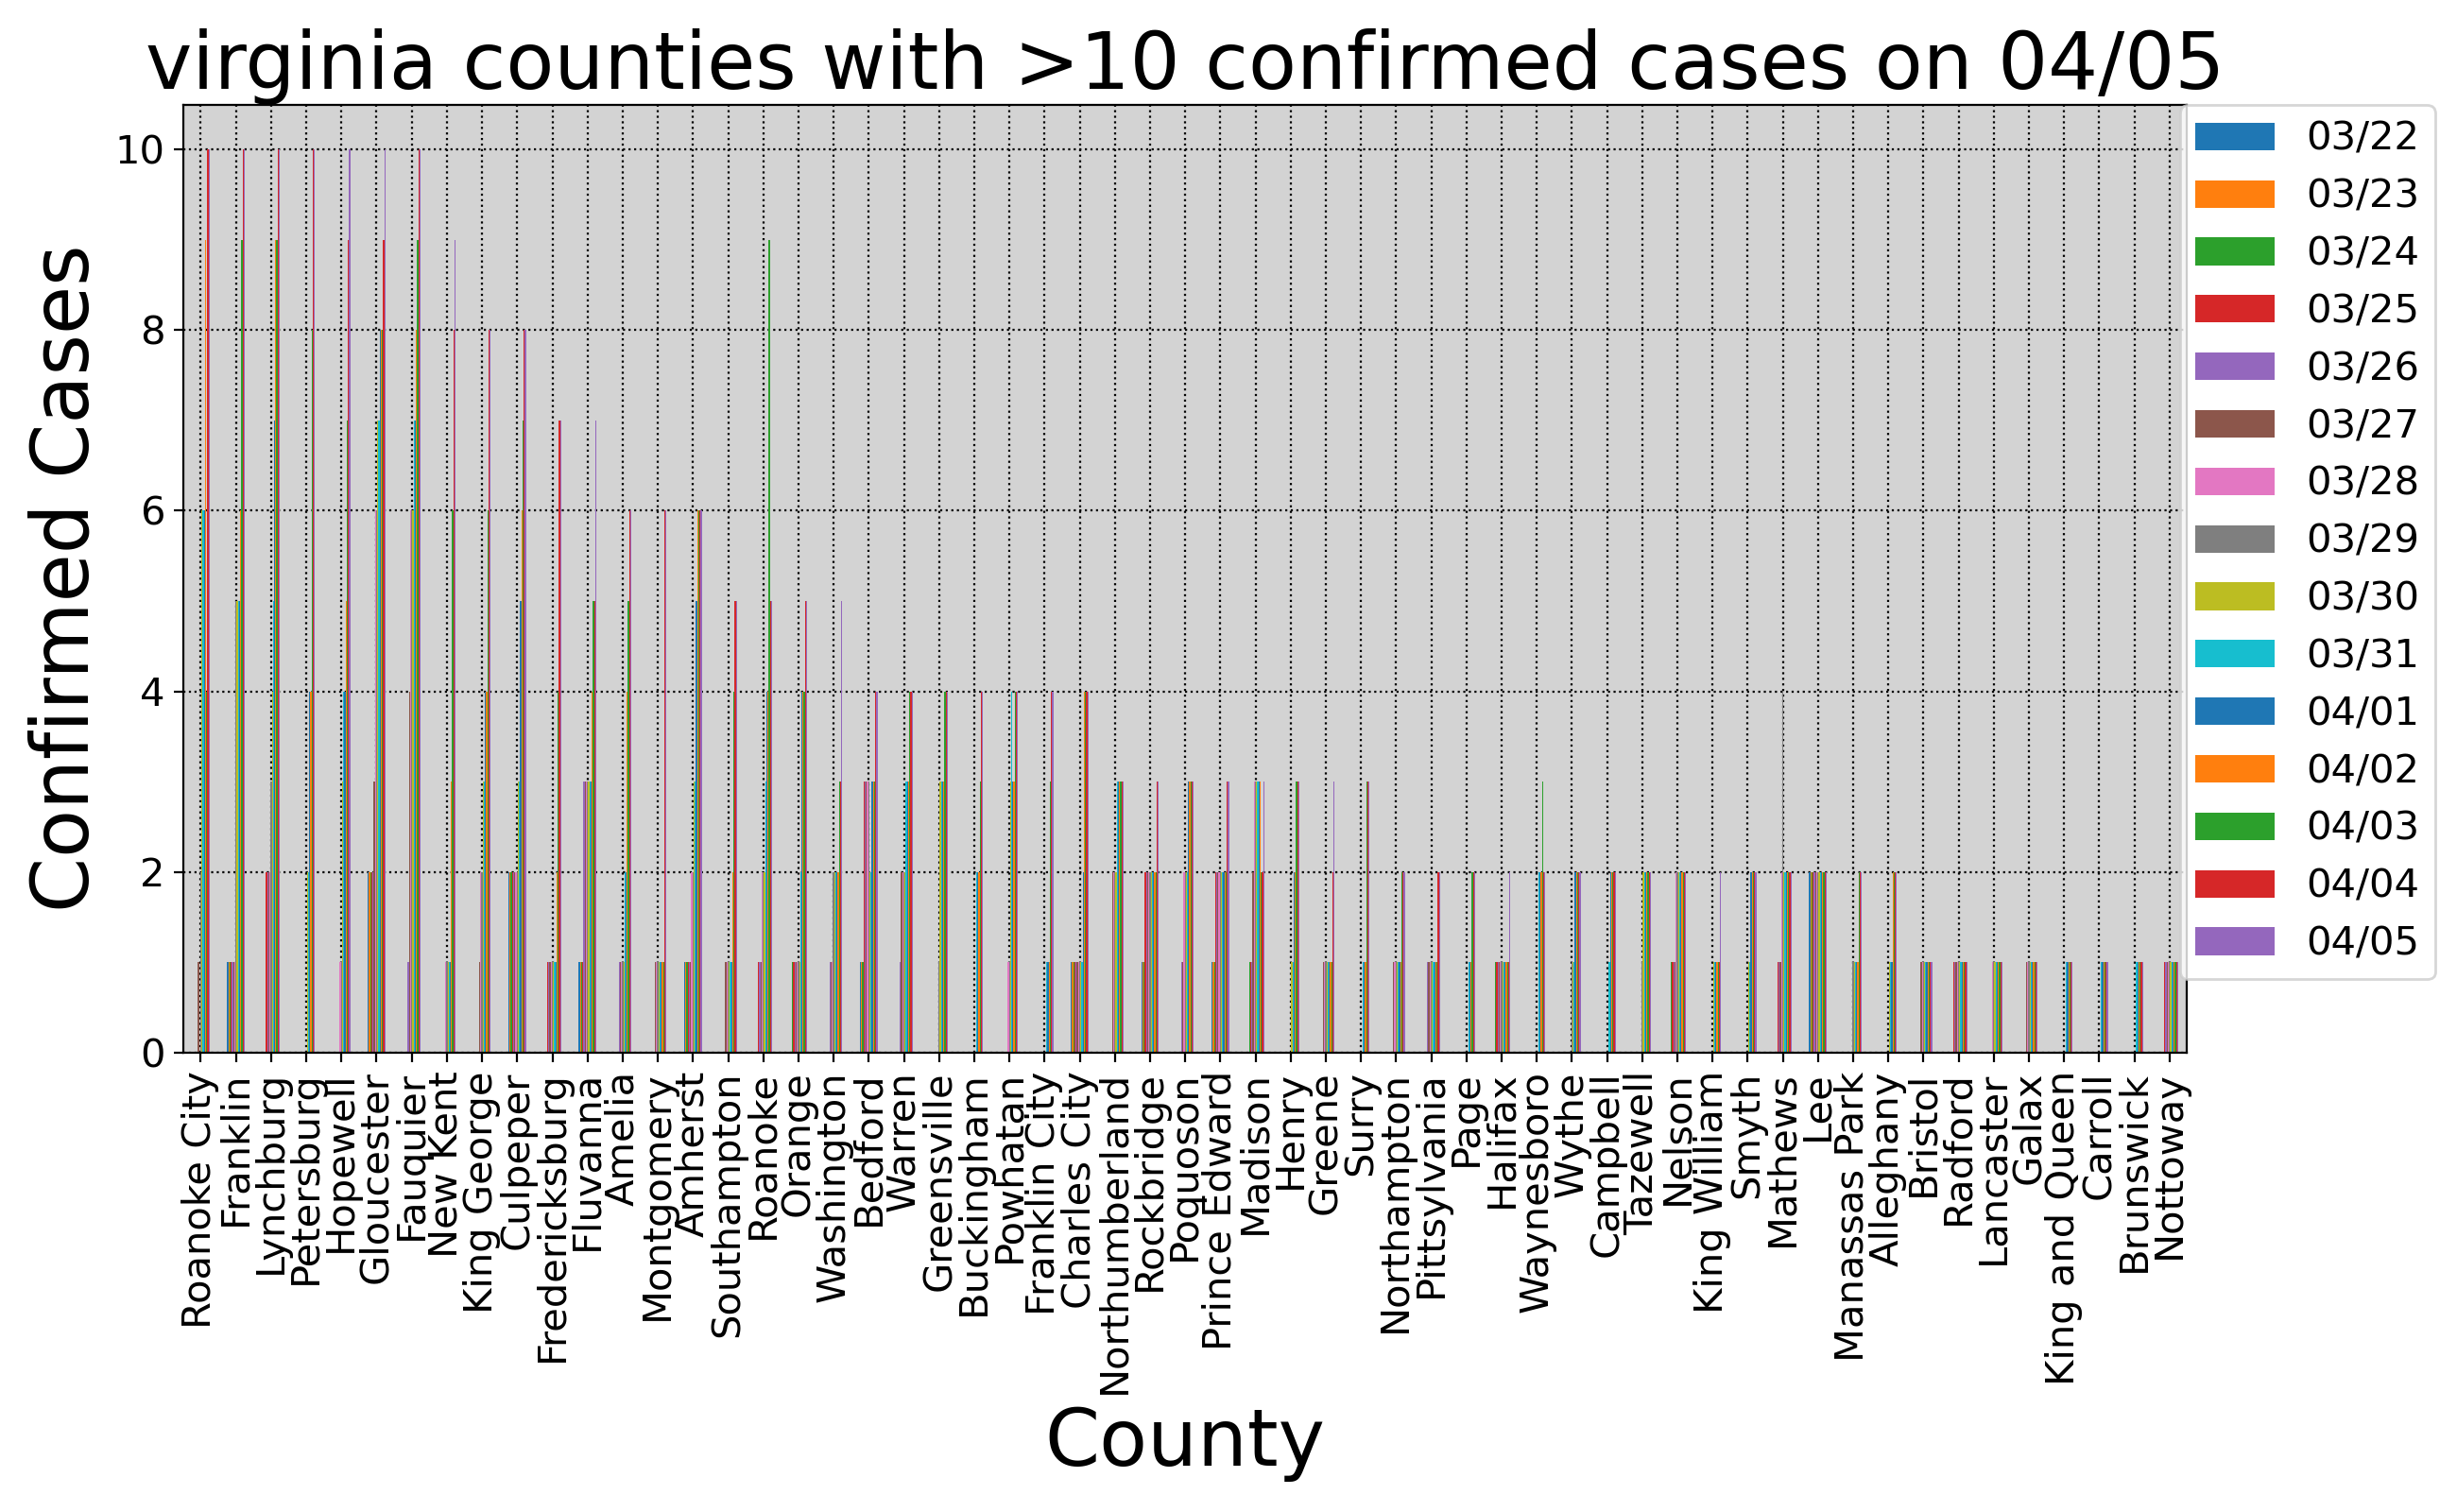 virginia counties with >10 confirmed cases on 04/05
Confirmed Cases
10
8
6
4
2
0
03/22
03/23
03/24
03/25
03/26
03/27
03/28
03/29
03/30
03/31
04/01
04/02
04/03
04/04
04/05
Roanoke City
Franklin
Lynchburg
Petersburg
Hopewell
Gloucester
Fauquier
New Kent
King George
Culpeper
Fredericksburg
Fluvanna
Amelia
Montgomery
Amherst
Southampton
Roanoke
Orange
Washington
Bedford
Warren
Greensville
Buckingham
Powhatan
Franklin City
Charles City
Northumberland
Rockbridge
Poquoson
Prince Edward
Madison
Henry
Greene
Surry
Northampton
Pittsylvania
Page
Halifax
Waynesboro
Wythe
Campbell
Tazewell
Nelson
King William
Smyth
Mathews
Lee
Manassas Park
Alleghany
Bristol
Radford
Lancaster
Galax
King and Queen
Carroll
Brunswick
Nottoway
County